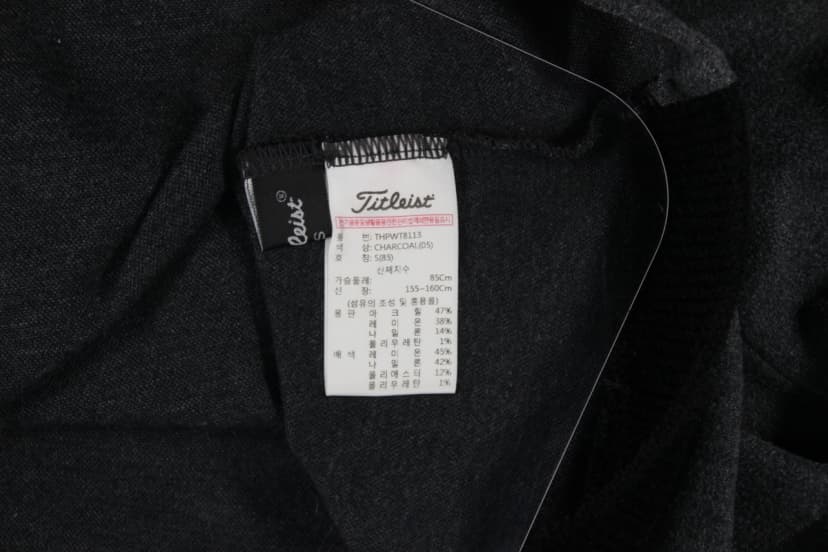 leist®
S
Titleist
품 번: THPWT8113
색 상: CHARCOAL(05)
호 칭: S(85)
신체치수
가슴둘레: 85Cm
신 장: 155~160Cm
(섬유의 조성 및 혼용율)
몸판 아 크 릴 47%
레 이 온 38%
나 일 론 14%
폴 리 우 레 탄 1%
배 색 레 이 온 45%
나 일 론 42%
폴 리 에 스 터 12%
폴 리 우 레 탄 1%